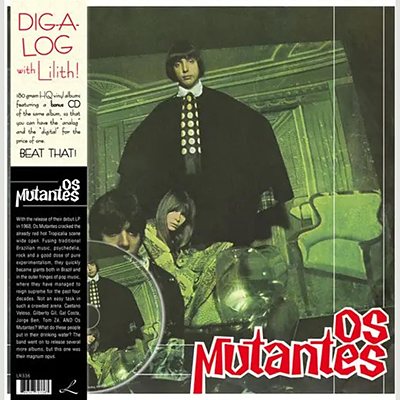 DIG-A-
LOG
with Lilith!
180 gram HQ vinyl albums
featuring a bonus CD
of the same album, so that
you can have the "analog"
and the "digital" for the
price of one.
BEAT THAT!
OS
MUTANTES
With the release of their debut LP
in 1968, Os Mutantes cracked the
already red hot Tropicalia scene
wide open. Fusing traditional
Brazilian music, psychedelia,
rock and a good dose of pure
experimentalism, they quickly
became giants both in Brazil and
in the outer fringes of pop music,
where they have managed to
reign supreme for the past four
decades. Not an easy task in
such a crowded arena. Caetano
Veloso, Gilberto Gil, Gal Costa,
Jorge Ben, Tom Zé, AND Os
Mutantes? What do these people
put in their drinking water? The
band went on to release several
more albums, but this one was
their magnum opus.
LR336
L
OS
MUTANTES